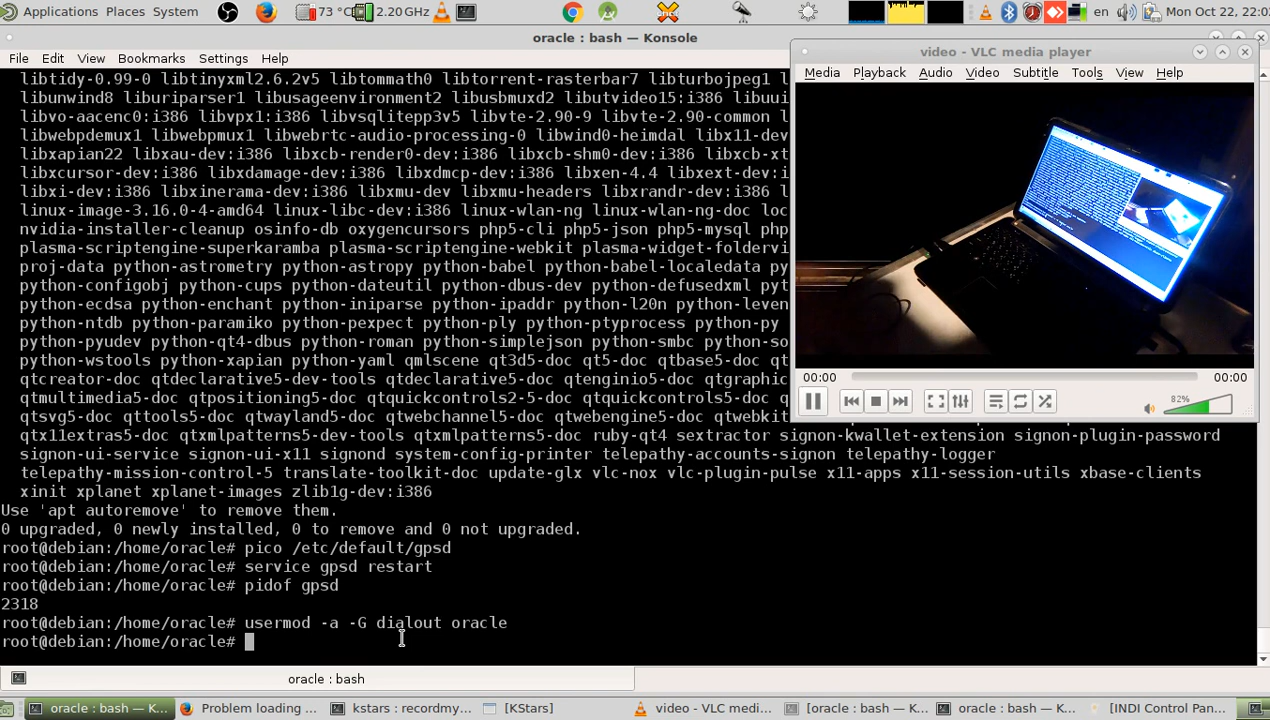 Applications Places System 73 °C 2.20 GHz en Mon Oct 22, 22:0
oracle : bash — Konsole
File Edit View Bookmarks Settings Help
libtidy-0.99-0 libtinyxml2.6.2v5 libtommath0 libtorrent-rasterbar7 libturbojpeg1
libunwind8 liburiparser1 libusageenvironment2 libusbmuxd2 libutvideo15:i386 libuui
libvo-aacenc0:i386 libvpx1:i386 libvsqlitepp3v5 libvte-2.90-9 libvte-2.90-common
libwebpdemux1 libwebpmux1 libwebrtc-audio-processing-0 libwind0-heimdal libx11-dev
libxapian22 libxau-dev:i386 libxcb-render0-dev:i386 libxcb-shm0-dev:i386 libxcb-xt
libxcursor-dev:i386 libxdamage-dev:i386 libxdmcp-dev:i386 libxen-4.4 libxext-dev:i
libxi-dev:i386 libxinerama-dev:i386 libxmu-dev libxmu-headers libxrandr-dev:i386
linux-image-3.16.0-4-amd64 linux-libc-dev:i386 linux-wlan-ng linux-wlan-ng-doc loc
nvidia-installer-cleanup osinfo-db oxygencursors php5-cli php5-json php5-mysql php
plasma-scriptengine-superkaramba plasma-scriptengine-webkit plasma-widget-foldervi
proj-data python-astrometry python-astropy python-babel python-babel-localedata py
python-configobj python-cups python-dateutil python-dbus-dev python-defusedxml pyt
python-ecdsa python-enchant python-iniparse python-ipaddr python-l20n python-leven
python-ntdb python-paramiko python-pexpect python-ply python-ptyprocess python-py
python-pyudev python-qt4-dbus python-roman python-simplejson python-smbc python-so
python-wstools python-xapian python-yaml qmlscene qt3d5-doc qt5-doc qtbase5-doc qt
qtcreator-doc qtdeclarative5-dev-tools qtdeclarative5-doc qtenginio5-doc qtgraphic
qtmultimedia5-doc qtpositioning5-doc qtquickcontrols2-5-doc qtquickcontrols5-doc q
qtsvg5-doc qttools5-doc qtwayland5-doc qtwebchannel5-doc qtwebengine5-doc qtwebkit
qtx11extras5-doc qtxmlpatterns5-dev-tools qtxmlpatterns5-doc ruby-qt4 sextractor signon-kwallet-extension signon-plugin-password
signon-ui-service signon-ui-x11 signond system-config-printer telepathy-accounts-signon telepathy-logger
telepathy-mission-control-5 translate-toolkit-doc update-glx vlc-nox vlc-plugin-pulse x11-apps x11-session-utils xbase-clients
xinit xplanet xplanet-images zlib1g-dev:i386
Use 'apt autoremove' to remove them.
0 upgraded, 0 newly installed, 0 to remove and 0 not upgraded.
root@debian:/home/oracle# pico /etc/default/gpsd
root@debian:/home/oracle# service gpsd restart
root@debian:/home/oracle# pidof gpsd
2318
root@debian:/home/oracle# usermod -a -G dialout oracle
root@debian:/home/oracle#
video - VLC media player
Media Playback Audio Video Subtitle Tools View Help
00:00 00:00
82%
oracle : bash
oracle : bash — K... Problem loading ... kstars : recordmy... [KStars] video - VLC medi... [oracle : bash — K... oracle : bash — K... [INDI Control Pan...